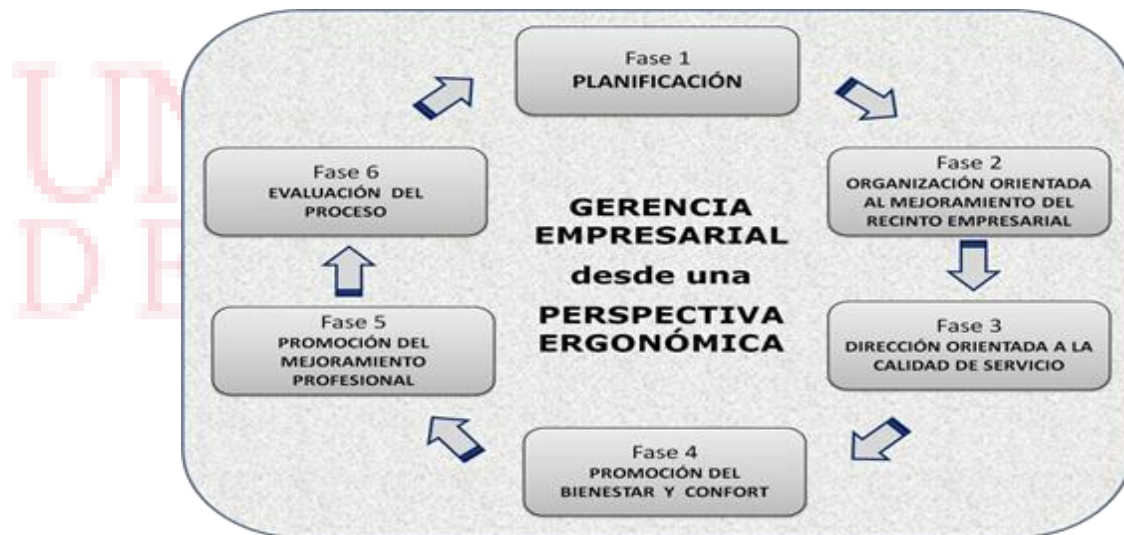 Fase 1
PLANIFICACIÓN
Fase 2
ORGANIZACIÓN ORIENTADA
AL MEJORAMIENTO DEL
RECINTO EMPRESARIAL
Fase 3
DIRECCIÓN ORIENTADA A LA
CALIDAD DE SERVICIO
Fase 4
PROMOCIÓN DEL
BIENESTAR Y CONFORT
Fase 5
PROMOCIÓN DEL
MEJORAMIENTO
PROFESIONAL
Fase 6
EVALUACIÓN DEL
PROCESO
GERENCIA
EMPRESARIAL
desde una
PERSPECTIVA
ERGONÓMICA